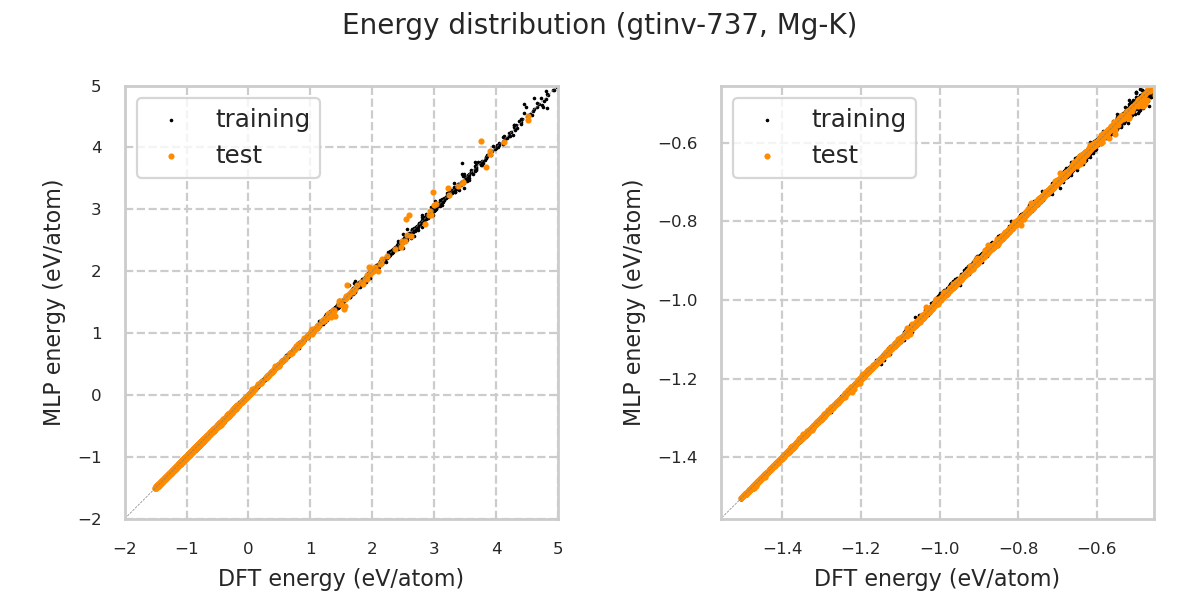 Energy distribution (gtinv-737, Mg-K)
training
test
5
4
3
2
1
0
−1
−2
−2
−1
0
1
2
3
4
5
MLP energy (eV/atom)
DFT energy (eV/atom)
training
test
−0.6
−0.8
−1.0
−1.2
−1.4
−1.4
−1.2
−1.0
−0.8
−0.6
MLP energy (eV/atom)
DFT energy (eV/atom)